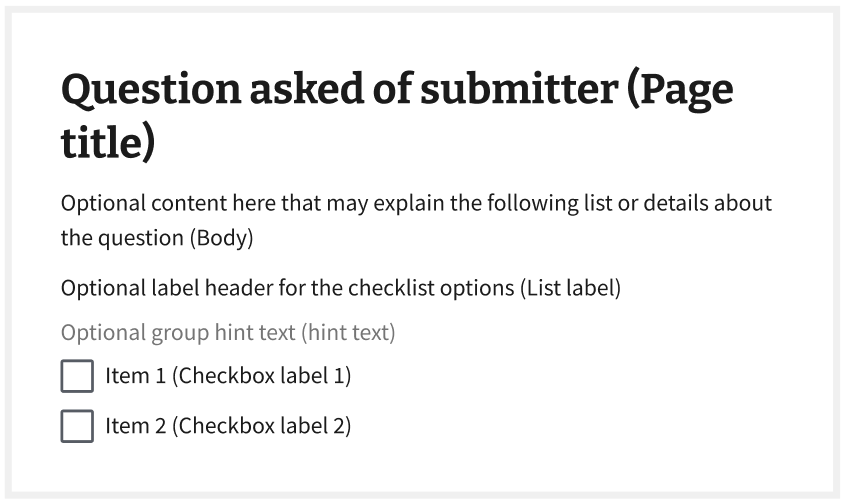 Question asked of submitter (Page
title)
Optional content here that may explain the following list or details about
the question (Body)
Optional label header for the checklist options (List label)
Optional group hint text (hint text)
Item 1 (Checkbox label 1)
Item 2 (Checkbox label 2)